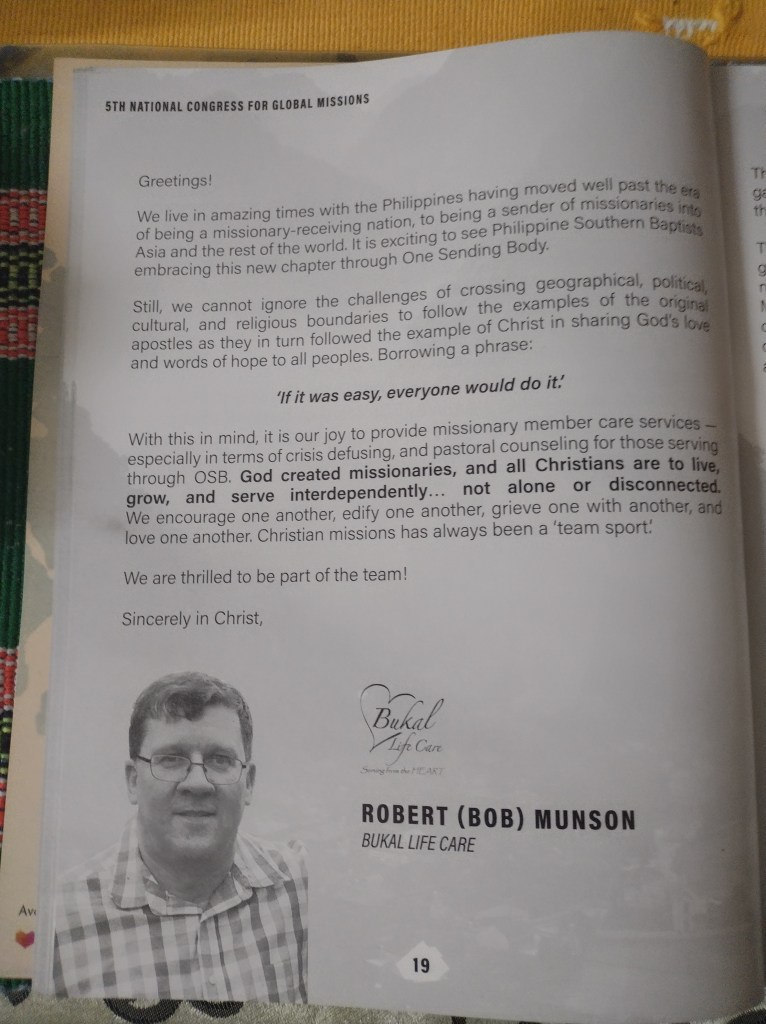 5TH NATIONAL CONGRESS FOR GLOBAL MISSIONS
Greetings!
We live in amazing times with the Philippines having moved well past the era
of being a missionary-receiving nation, to being a sender of missionaries into
Asia and the rest of the world. It is exciting to see Philippine Southern Baptists
embracing this new chapter through One Sending Body.
Still, we cannot ignore the challenges of crossing geographical, political,
cultural, and religious boundaries to follow the examples of the original
apostles as they in turn followed the example of Christ in sharing God's love
and words of hope to all peoples. Borrowing a phrase:
'If it was easy, everyone would do it.'
With this in mind, it is our joy to provide missionary member care services –
especially in terms of crisis defusing, and pastoral counseling for those serving
through OSB. God created missionaries, and all Christians are to live,
grow, and serve interdependently... not alone or disconnected.
We encourage one another, edify one another, grieve one with another, and
love one another. Christian missions has always been a 'team sport.'
We are thrilled to be part of the team!
Sincerely in Christ,
Bukal
Life Care
Serving from the HEART
ROBERT (BOB) MUNSON
BUKAL LIFE CARE
19